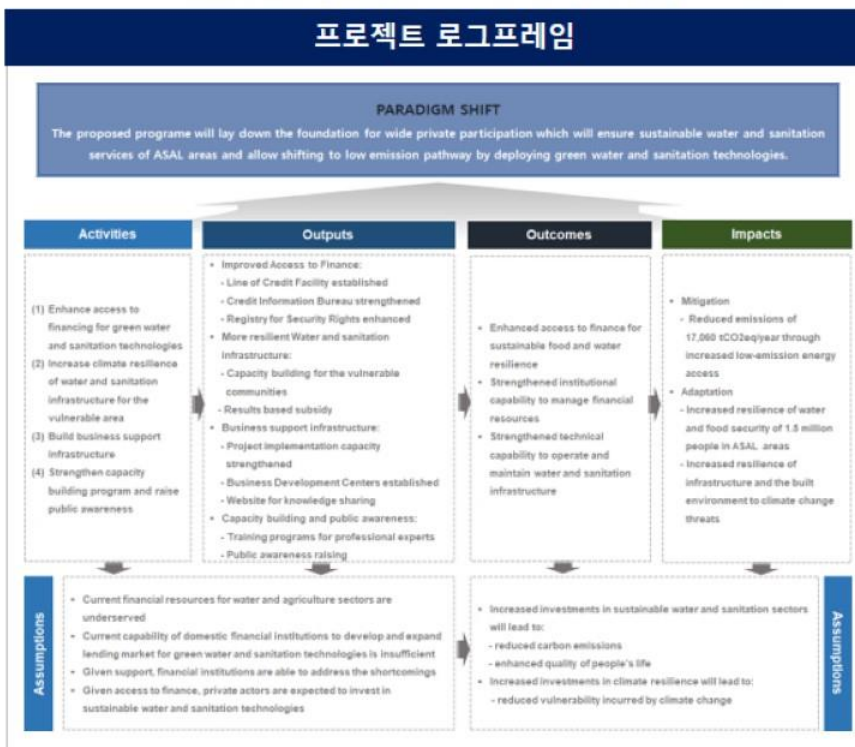 프로젝트 로그프레임
PARADIGM SHIFT
The proposed programe will lay down the foundation for wide private participation which will ensure sustainable water and sanitation
services of ASAL areas and allow shifting to low emission pathway by deploying green water and sanitation technologies.
Activities
(1) Enhance access to
financing for green water
and sanitation technologies
(2) Increase climate resilience
of water and sanitation
infrastructure for the
vulnerable area
(3) Build business support
infrastructure
(4) Strengthen capacity
building program and raise
public awareness
Outputs
• Improved Access to Finance:
- Line of Credit Facility established
- Credit Information Bureau strengthened
- Registry for Security Rights enhanced
• More resilient Water and sanitation
infrastructure:
- Capacity building for the vulnerable
communities
- Results based subsidy
• Business support infrastructure:
- Project implementation capacity
strengthened
- Business Development Centers established
- Website for knowledge sharing
• Capacity building and public awareness:
- Training programs for professional experts
- Public awareness raising
Outcomes
• Enhanced access to finance for
sustainable food and water
resilience
• Strengthened institutional
capability to manage financial
resources
• Strengthened technical
capability to operate and
maintain water and sanitation
infrastructure
Impacts
• Mitigation
- Reduced emissions of
17,060 tCO2eq/year through
increased low-emission energy
access
• Adaptation
- Increased resilience of water
and food security of 1.5 million
people in ASAL areas
- Increased resilience of
infrastructure and the built
environment to climate change
threats
Assumptions
• Current financial resources for water and agriculture sectors are
underserved
• Current capability of domestic financial institutions to develop and expand
lending market for green water and sanitation technologies is insufficient
• Given support, financial institutions are able to address the shortcomings
• Given access to finance, private actors are expected to invest in
sustainable water and sanitation technologies
• Increased investments in sustainable water and sanitation sectors
will lead to:
- reduced carbon emissions
- enhanced quality of people's life
• Increased investments in climate resilience will lead to:
- reduced vulnerability incurred by climate change
Assumptions